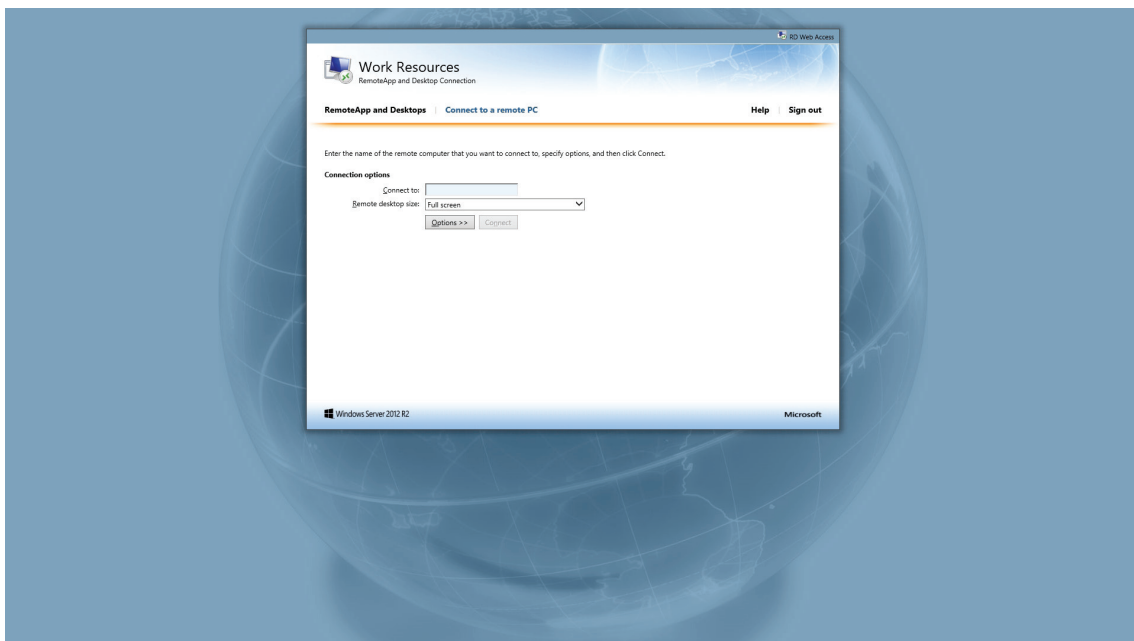 RD Web Access
Work Resources
RemoteApp and Desktop Connection
RemoteApp and Desktops | Connect to a remote PC Help | Sign out
Enter the name of the remote computer that you want to connect to, specify options, and then click Connect.
Connection options
Connect to:
Remote desktop size: Full screen
Options >> Connect
Windows Server 2012 R2 Microsoft